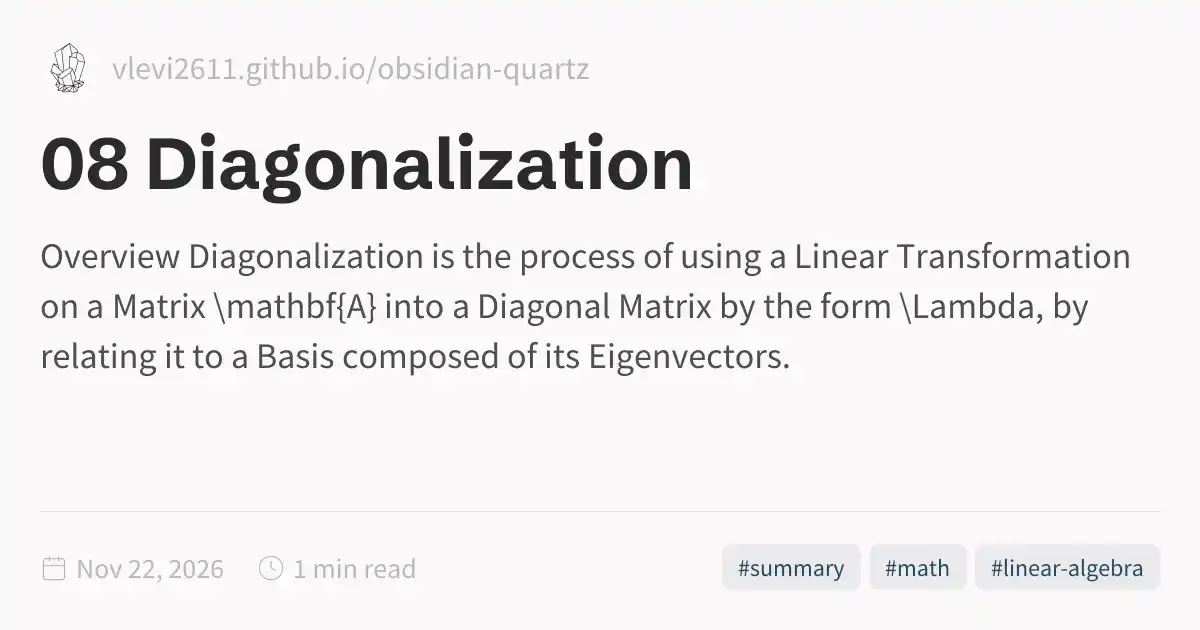 vlevi2611.github.io/obsidian-quartz
08 Diagonalization
Overview Diagonalization is the process of using a Linear Transformation
on a Matrix \mathbf{A} into a Diagonal Matrix by the form \Lambda, by
relating it to a Basis composed of its Eigenvectors.
Nov 22, 2026 1 min read #summary #math #linear-algebra